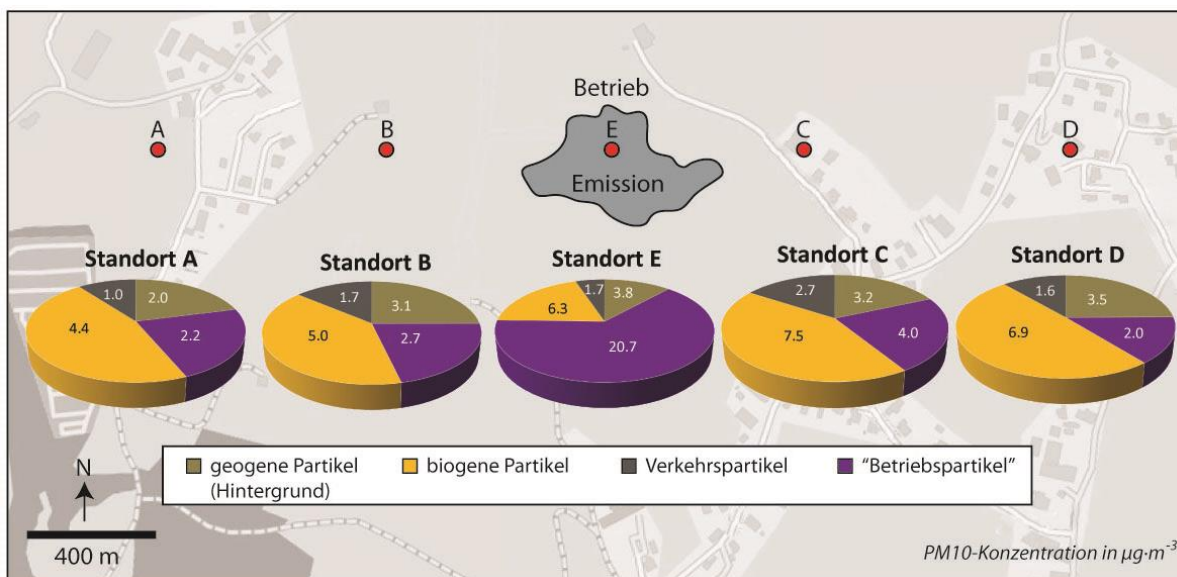 Betrieb
A
B
E
C
D
Emission
Standort A
Standort B
Standort E
Standort C
Standort D
1.0
2.0
4.4
2.2
1.7
3.1
5.0
2.7
1.7
3.8
6.3
20.7
2.7
3.2
7.5
4.0
1.6
3.5
6.9
2.0
geogene Partikel
(Hintergrund)
biogene Partikel
Verkehrspartikel
"Betriebspartikel"
N
400 m
PM10-Konzentration in µg·m⁻³